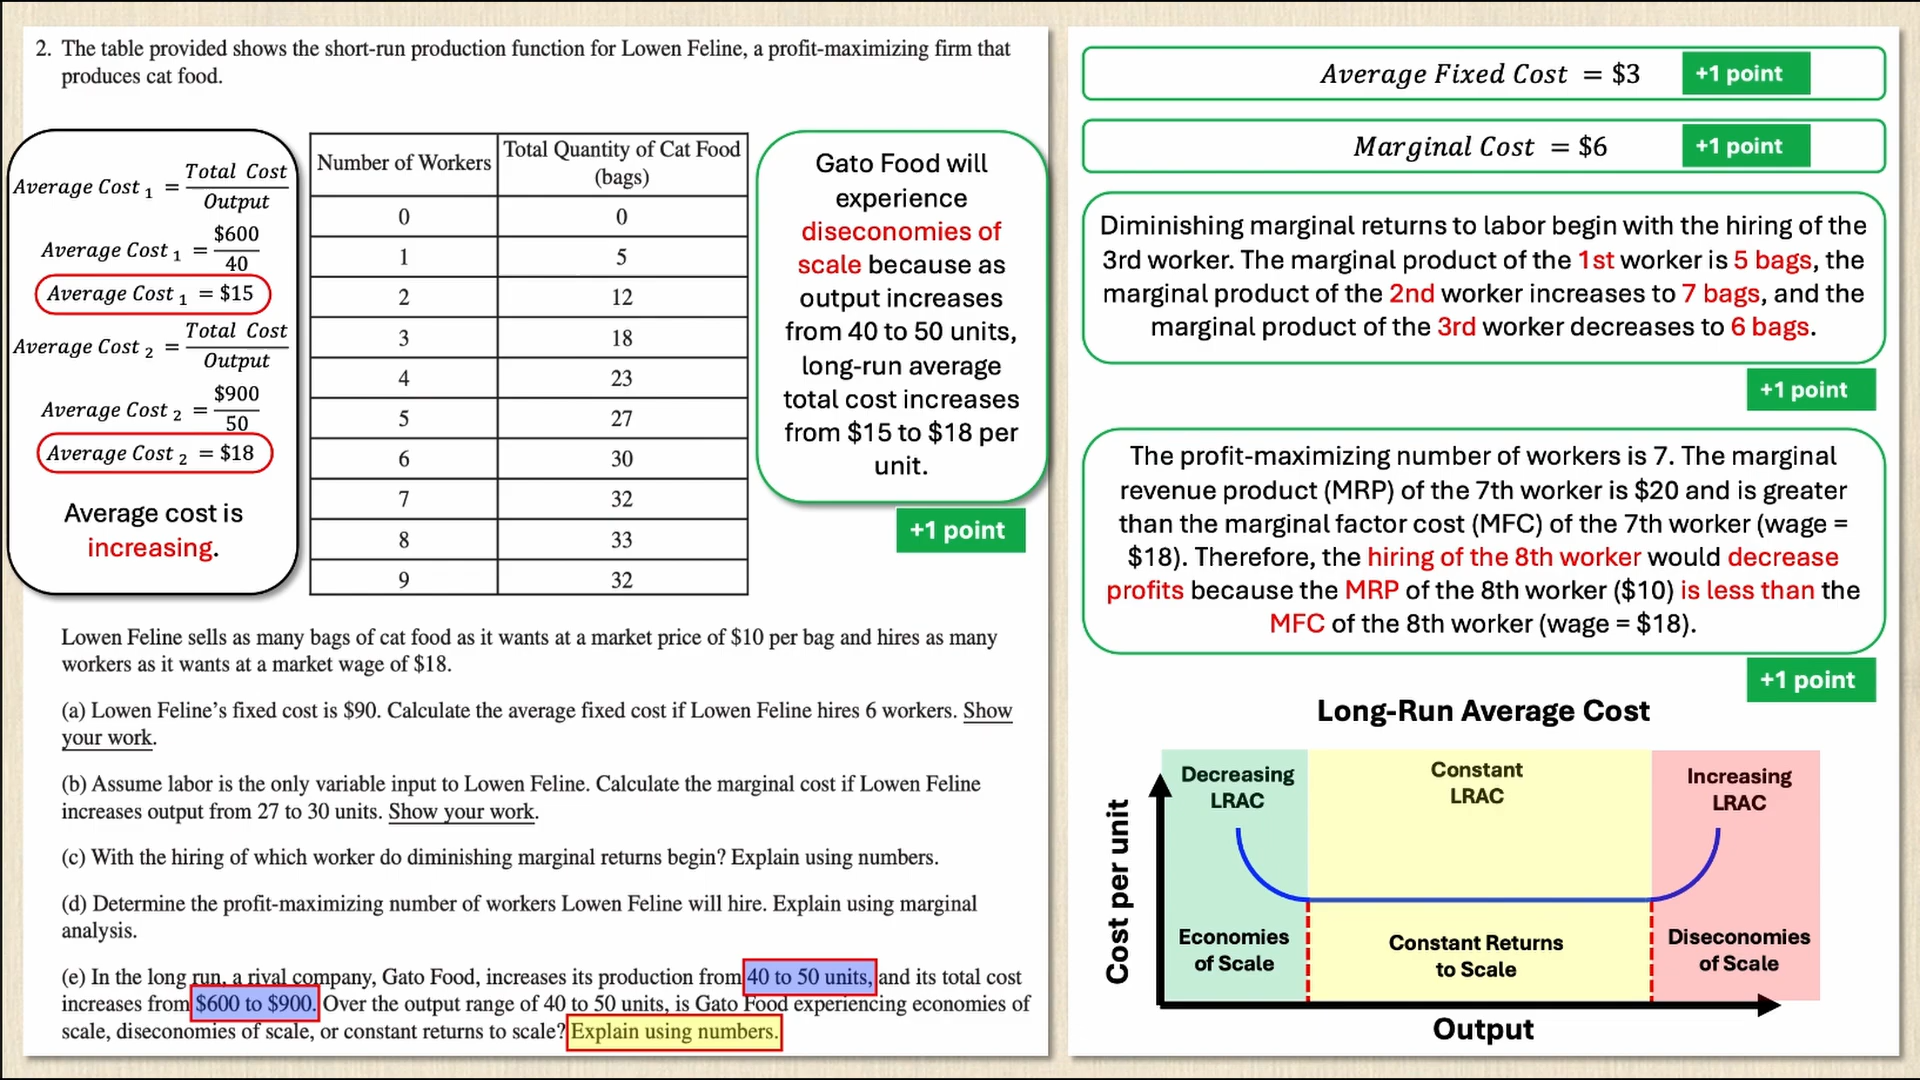 2. The table provided shows the short-run production function for Lowen Feline, a profit-maximizing firm that
produces cat food.
Average Cost 1 = Total Cost / Output
Average Cost 1 = $600 / 40
Average Cost 1 = $15
Average Cost 2 = Total Cost / Output
Average Cost 2 = $900 / 50
Average Cost 2 = $18
Average cost is
increasing.
Number of Workers Total Quantity of Cat Food
(bags)
0 0
1 5
2 12
3 18
4 23
5 27
6 30
7 32
8 33
9 32
Gato Food will
experience
diseconomies of
scale because as
output increases
from 40 to 50 units,
long-run average
total cost increases
from $15 to $18 per
unit.
+1 point
Lowen Feline sells as many bags of cat food as it wants at a market price of $10 per bag and hires as many
workers as it wants at a market wage of $18.
(a) Lowen Feline's fixed cost is $90. Calculate the average fixed cost if Lowen Feline hires 6 workers. Show
your work.
(b) Assume labor is the only variable input to Lowen Feline. Calculate the marginal cost if Lowen Feline
increases output from 27 to 30 units. Show your work.
(c) With the hiring of which worker do diminishing marginal returns begin? Explain using numbers.
(d) Determine the profit-maximizing number of workers Lowen Feline will hire. Explain using marginal
analysis.
(e) In the long run, a rival company, Gato Food, increases its production from 40 to 50 units, and its total cost
increases from $600 to $900. Over the output range of 40 to 50 units, is Gato Food experiencing economies of
scale, diseconomies of scale, or constant returns to scale? Explain using numbers.
Average Fixed Cost = $3
+1 point
Marginal Cost = $6
+1 point
Diminishing marginal returns to labor begin with the hiring of the
3rd worker. The marginal product of the 1st worker is 5 bags, the
marginal product of the 2nd worker increases to 7 bags, and the
marginal product of the 3rd worker decreases to 6 bags.
+1 point
The profit-maximizing number of workers is 7. The marginal
revenue product (MRP) of the 7th worker is $20 and is greater
than the marginal factor cost (MFC) of the 7th worker (wage =
$18). Therefore, the hiring of the 8th worker would decrease
profits because the MRP of the 8th worker ($10) is less than the
MFC of the 8th worker (wage = $18).
+1 point
Long-Run Average Cost
Cost per unit
Decreasing
LRAC
Constant
LRAC
Increasing
LRAC
Economies
of Scale
Constant Returns
to Scale
Diseconomies
of Scale
Output